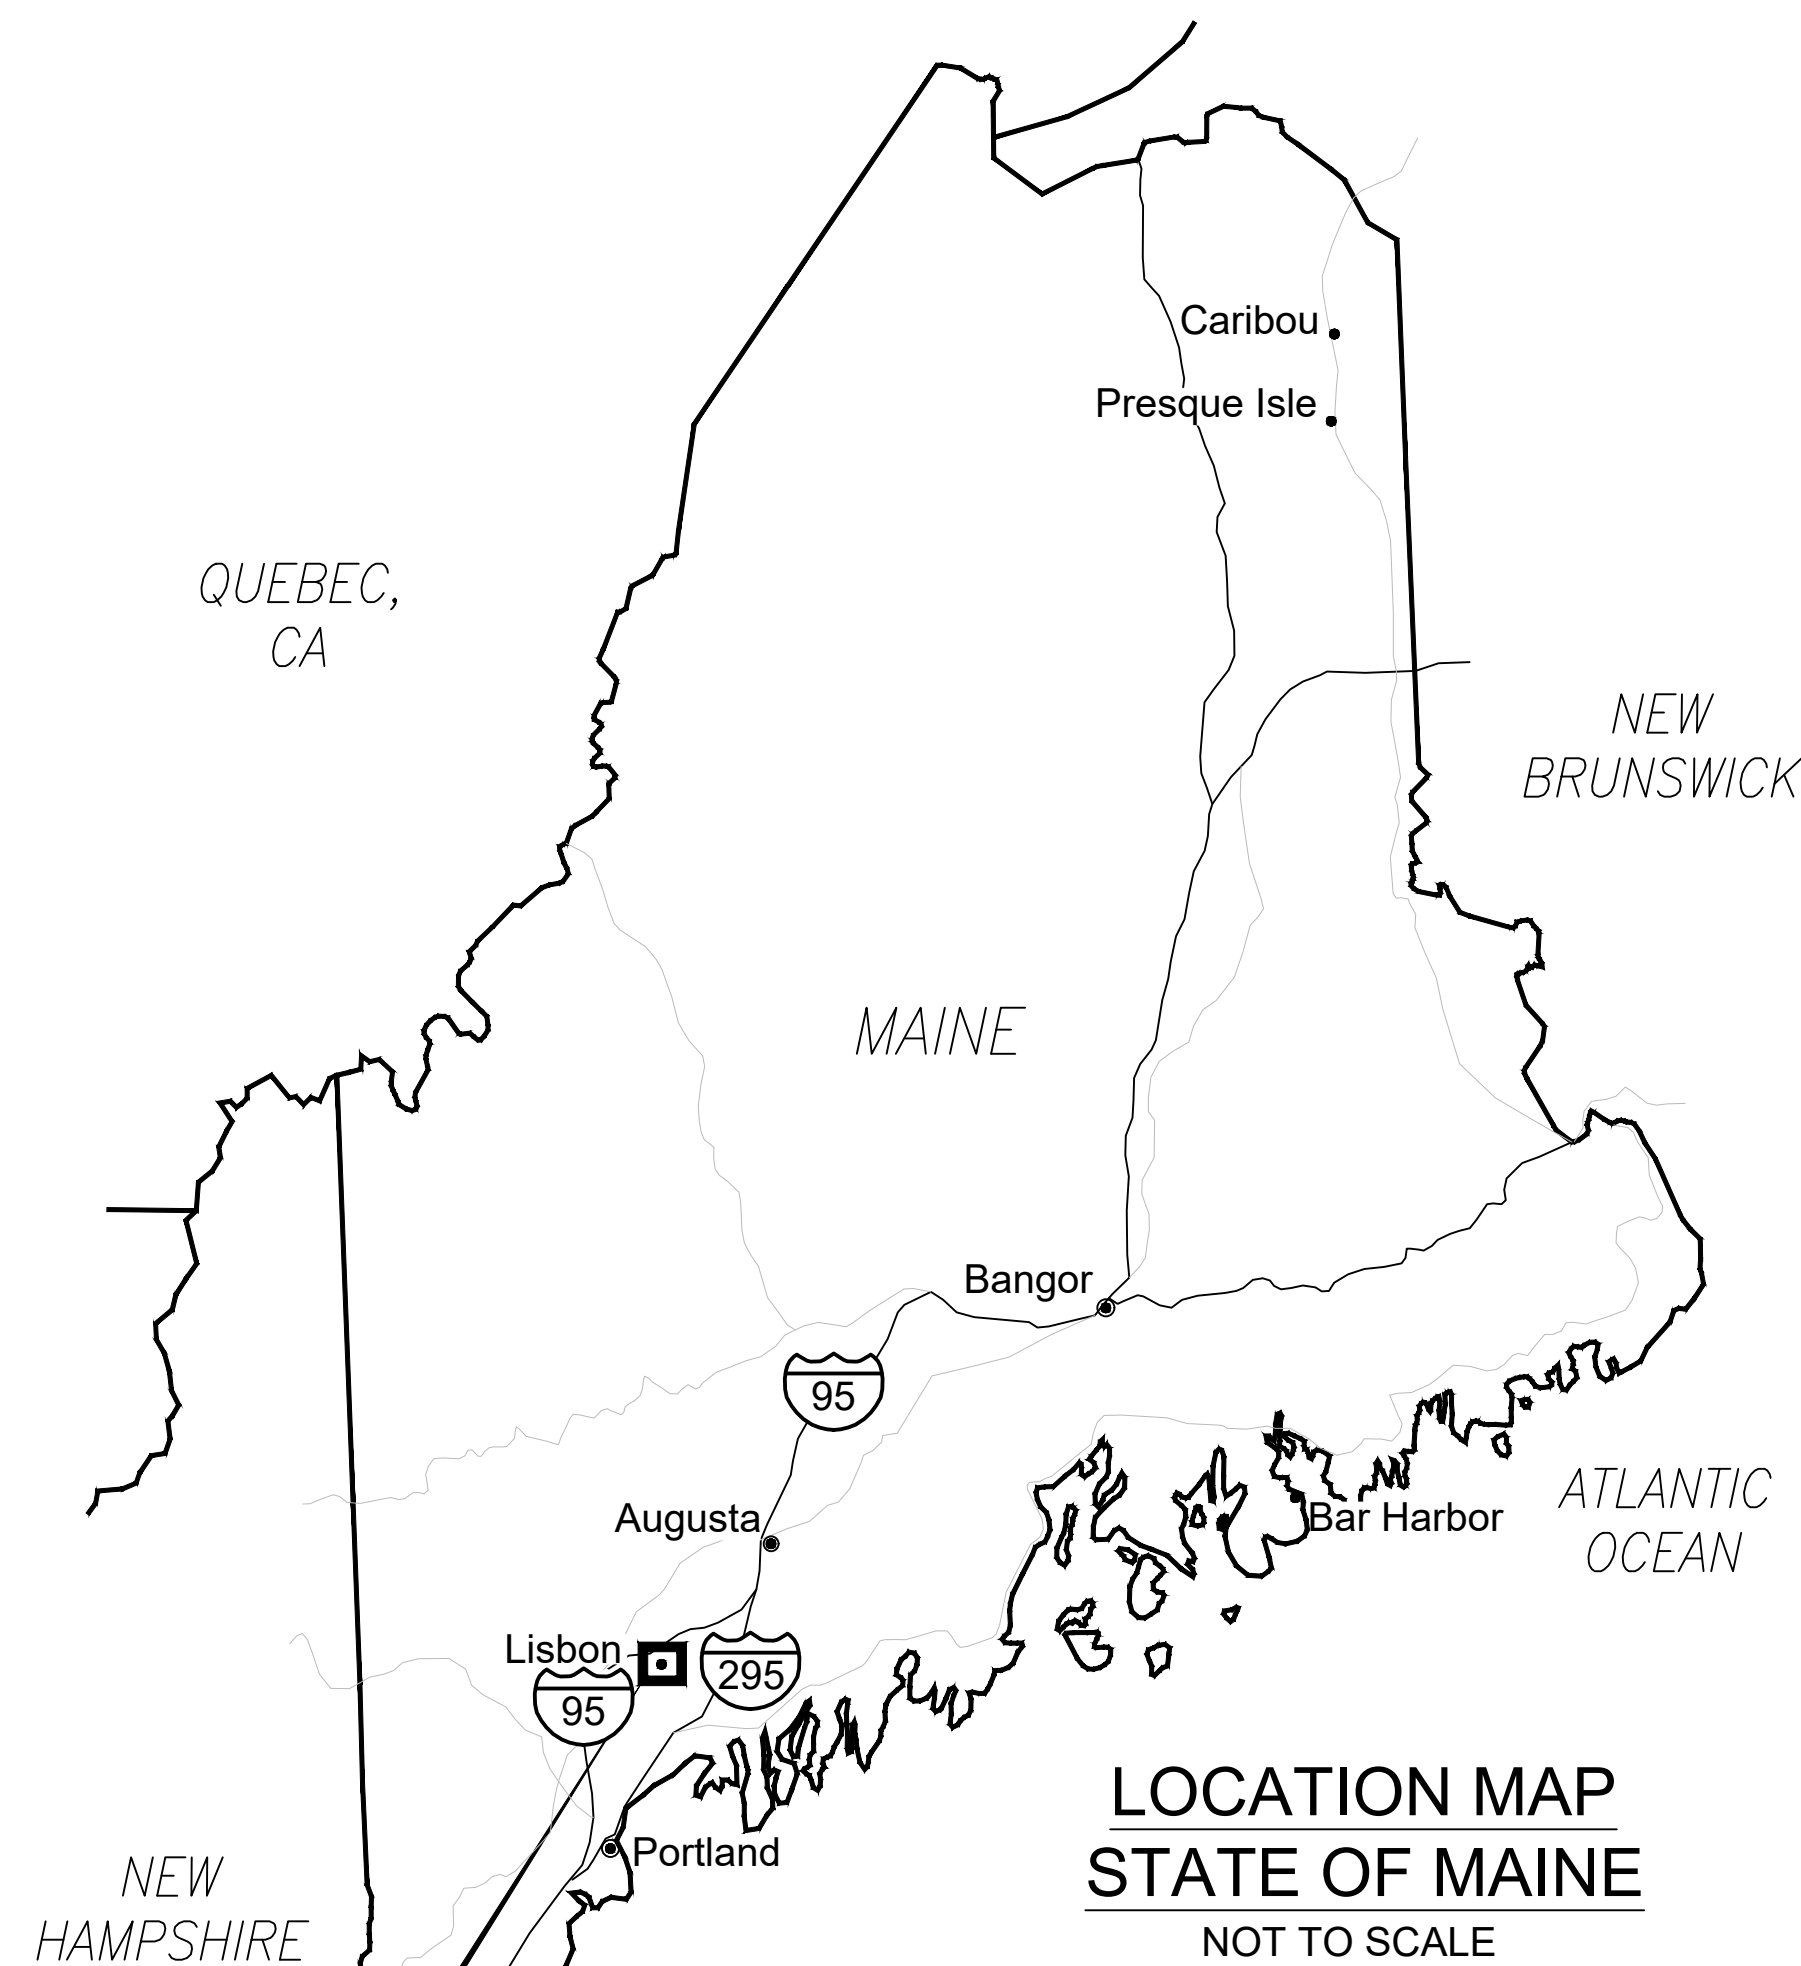 Caribou
Presque Isle
QUEBEC,
CA
NEW
BRUNSWICK
MAINE
Bangor
95
Augusta
Bar Harbor
ATLANTIC
OCEAN
Lisbon
295
95
Portland
NEW
HAMPSHIRE
LOCATION MAP
STATE OF MAINE
NOT TO SCALE